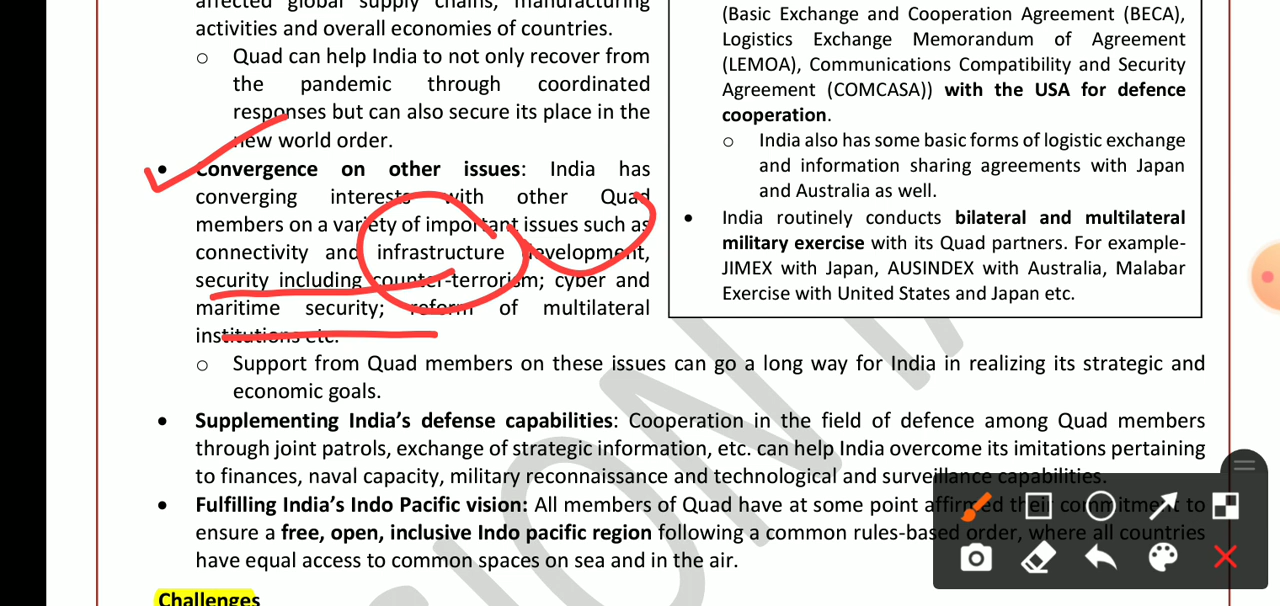 affected global supply chains, manufacturing
activities and overall economies of countries.
o Quad can help India to not only recover from
the pandemic through coordinated
responses but can also secure its place in the
new world order.
• Convergence on other issues: India has
converging interests with other Quad
members on a variety of important issues such as
connectivity and infrastructure development,
security including counter-terrorism; cyber and
maritime security; reform of multilateral
institutions etc.
(Basic Exchange and Cooperation Agreement (BECA),
Logistics Exchange Memorandum of Agreement
(LEMOA), Communications Compatibility and Security
Agreement (COMCASA)) with the USA for defence
cooperation.
o India also has some basic forms of logistic exchange
and information sharing agreements with Japan
and Australia as well.
• India routinely conducts bilateral and multilateral
military exercise with its Quad partners. For example-
JIMEX with Japan, AUSINDEX with Australia, Malabar
Exercise with United States and Japan etc.
o Support from Quad members on these issues can go a long way for India in realizing its strategic and
economic goals.
• Supplementing India's defense capabilities: Cooperation in the field of defence among Quad members
through joint patrols, exchange of strategic information, etc. can help India overcome its imitations pertaining
to finances, naval capacity, military reconnaissance and technological and surveillance capabilities.
• Fulfilling India's Indo Pacific vision: All members of Quad have at some point affirmed their commitment to
ensure a free, open, inclusive Indo pacific region following a common rules-based order, where all countries
have equal access to common spaces on sea and in the air.
Challenges